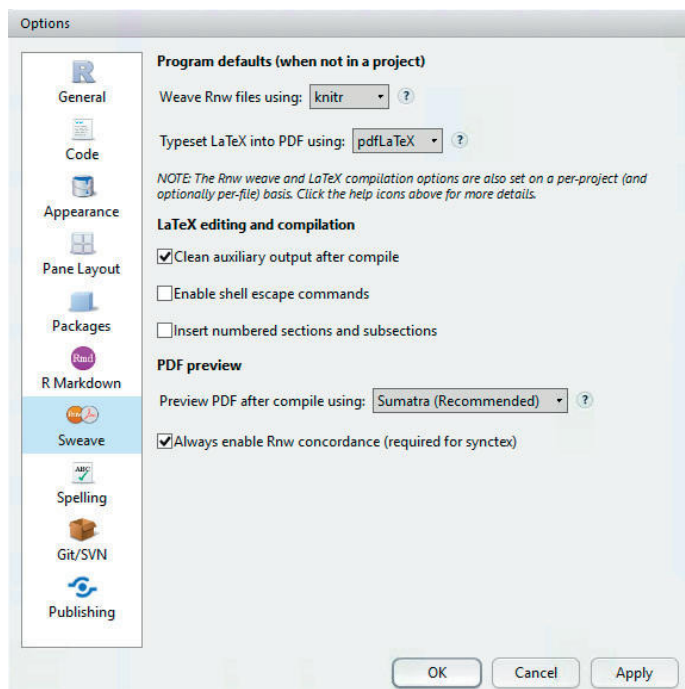 Options
General
Code
Appearance
Pane Layout
Packages
Rmd
R Markdown
Sweave
ABC
Spelling
Git/SVN
Publishing
Program defaults (when not in a project)
Weave Rnw files using: knitr ?
Typeset LaTeX into PDF using: pdfLaTeX ?
NOTE: The Rnw weave and LaTeX compilation options are also set on a per-project (and
optionally per-file) basis. Click the help icons above for more details.
LaTeX editing and compilation
Clean auxiliary output after compile
Enable shell escape commands
Insert numbered sections and subsections
PDF preview
Preview PDF after compile using: Sumatra (Recommended) ?
Always enable Rnw concordance (required for synctex)
OK Cancel Apply